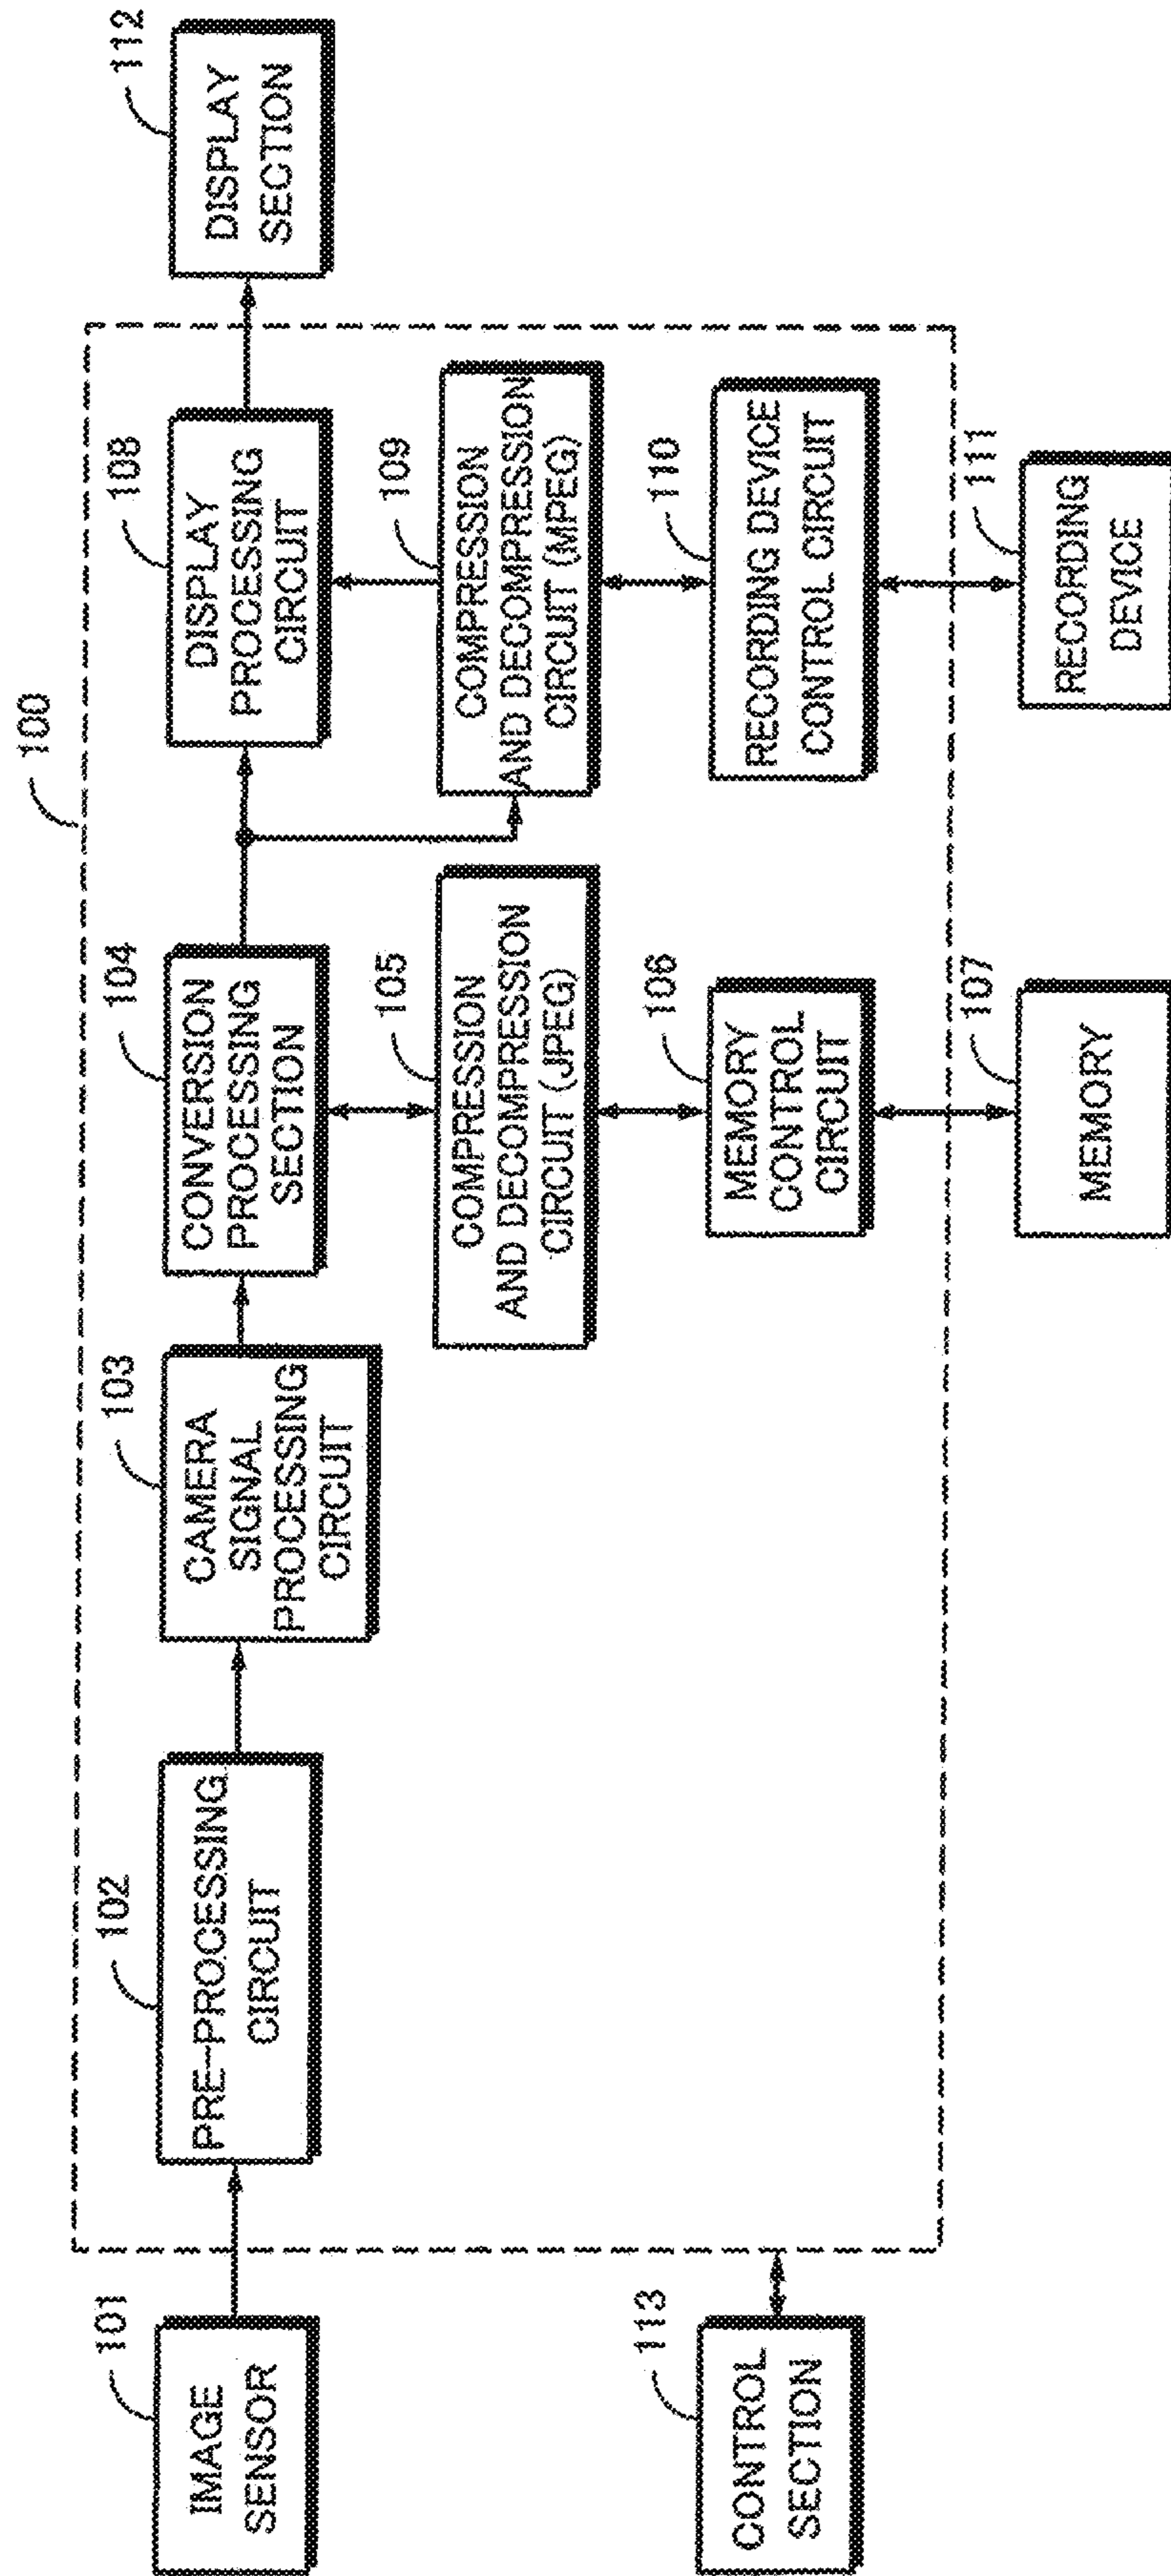 100
101
IMAGE
SENSOR
102
PRE-PROCESSING
CIRCUIT
103
CAMERA
SIGNAL
PROCESSING
CIRCUIT
104
CONVERSION
PROCESSING
SECTION
108
DISPLAY
PROCESSING
CIRCUIT
112
DISPLAY
SECTION
105
COMPRESSION
AND DECOMPRESSION
CIRCUIT (JPEG)
109
COMPRESSION
AND DECOMPRESSION
CIRCUIT (MPEG)
113
CONTROL
SECTION
106
MEMORY
CONTROL
CIRCUIT
110
RECORDING DEVICE
CONTROL CIRCUIT
107
MEMORY
111
RECORDING
DEVICE